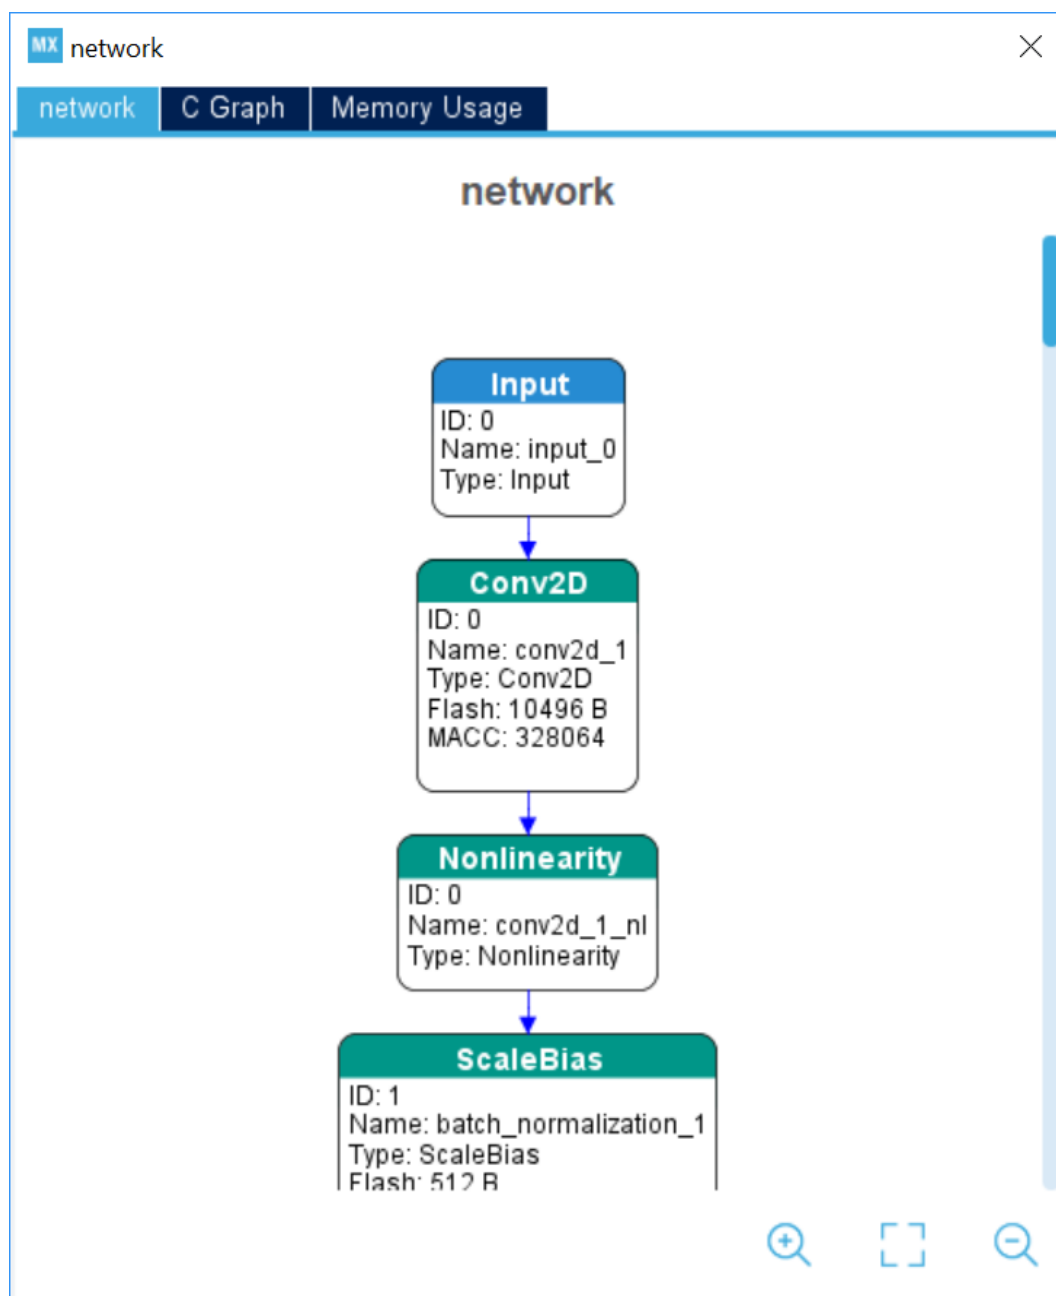 MX network
network C Graph Memory Usage
network
Input
ID: 0
Name: input_0
Type: Input
Conv2D
ID: 0
Name: conv2d_1
Type: Conv2D
Flash: 10496 B
MACC: 328064
Nonlinearity
ID: 0
Name: conv2d_1_nl
Type: Nonlinearity
ScaleBias
ID: 1
Name: batch_normalization_1
Type: ScaleBias
Flash: 512 B